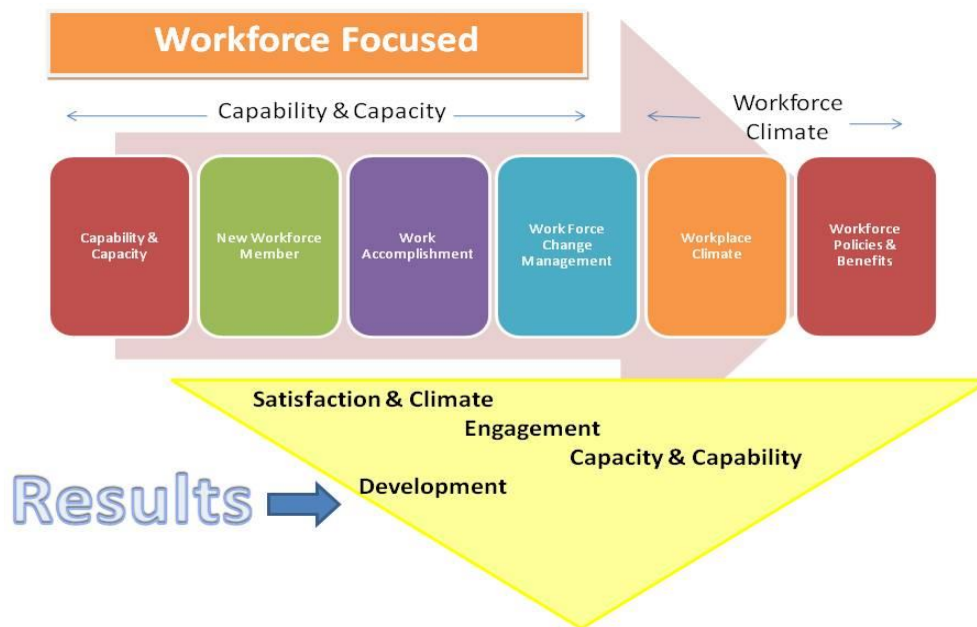 Workforce Focused
Capability & Capacity
Workforce
Climate
Capability &
Capacity
New Workforce
Member
Work
Accomplishment
Work Force
Change
Management
Workplace
Climate
Workforce
Policies &
Benefits
Satisfaction & Climate
Engagement
Capacity & Capability
Development
Results